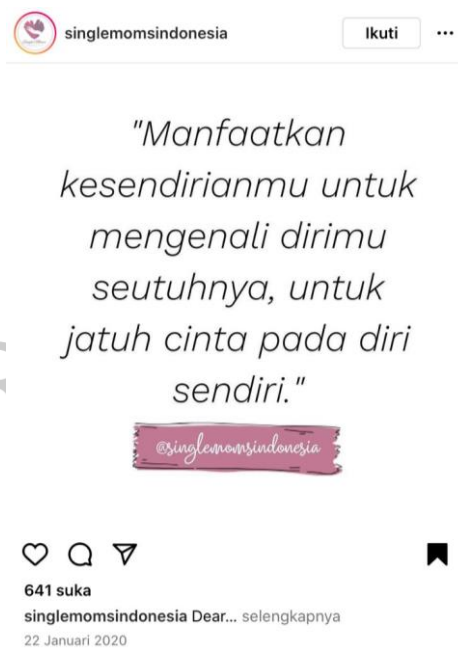 singlemomsindonesia
Ikuti
"Manfaatkan
kesendirianmu untuk
mengenali dirimu
seutuhnya, untuk
jatuh cinta pada diri
sendiri."
@singlemomsindonesia
641 suka
singlemomsindonesia Dear... selengkapnya
22 Januari 2020